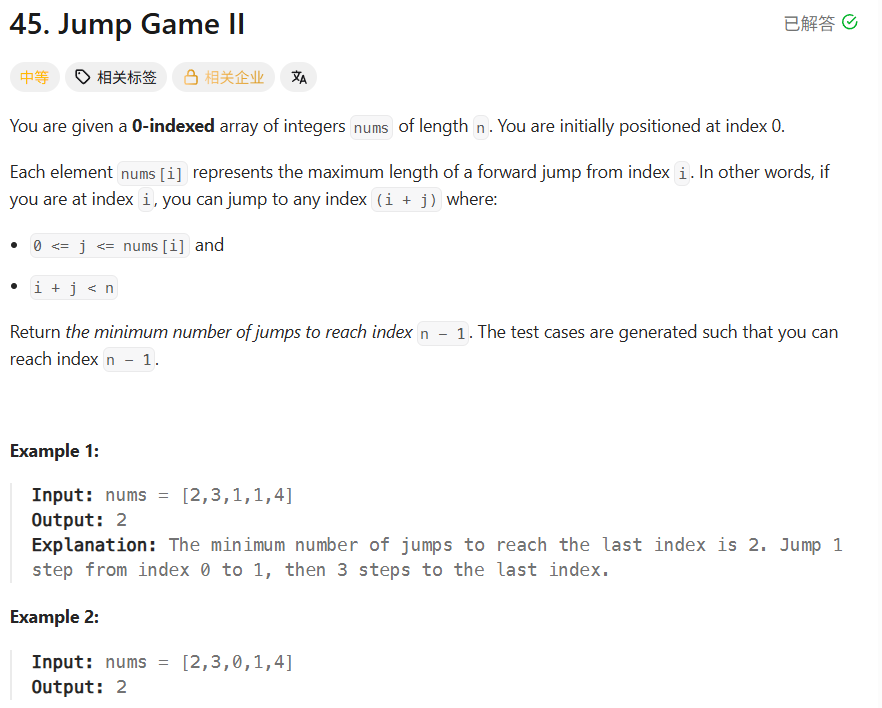 45. Jump Game II
已解答
中等 相关标签 相关企业
You are given a 0-indexed array of integers nums of length n. You are initially positioned at index 0.
Each element nums[i] represents the maximum length of a forward jump from index i. In other words, if
you are at index i, you can jump to any index (i + j) where:
• 0 <= j <= nums[i] and
• i + j < n
Return the minimum number of jumps to reach index n - 1. The test cases are generated such that you can
reach index n - 1.
Example 1:
Input: nums = [2,3,1,1,4]
Output: 2
Explanation: The minimum number of jumps to reach the last index is 2. Jump 1
step from index 0 to 1, then 3 steps to the last index.
Example 2:
Input: nums = [2,3,0,1,4]
Output: 2